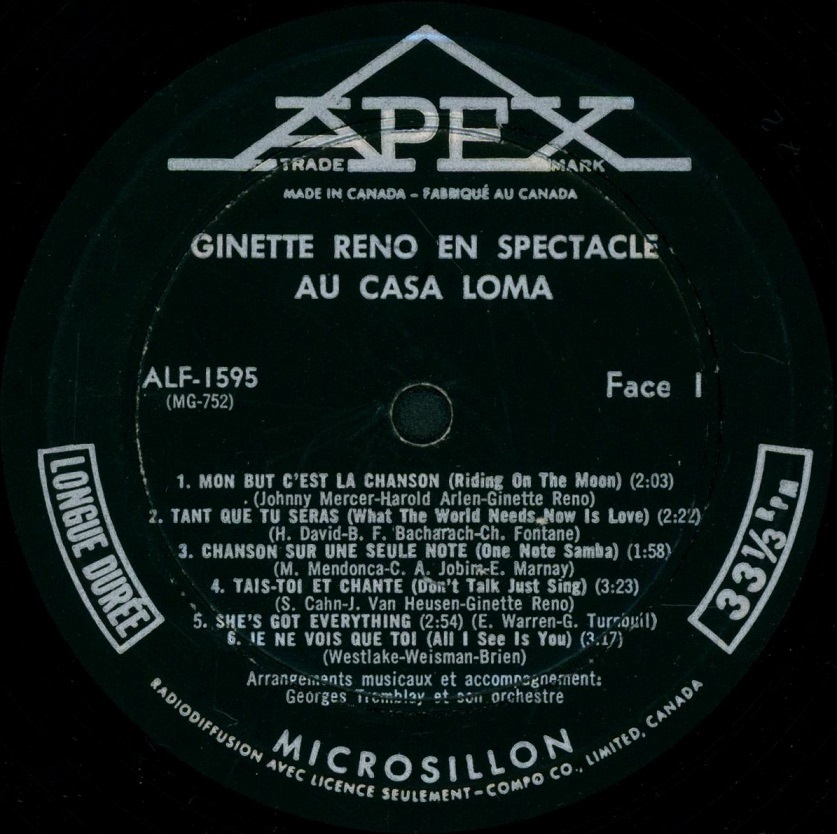 APEX
TRADE MARK
MADE IN CANADA - FABRIQUÉ AU CANADA
GINETTE RENO EN SPECTACLE
AU CASA LOMA
ALF-1595
(MG-752)
Face 1
LONGUE DURÉE
33 1/3 RPM
1. MON BUT C'EST LA CHANSON (Riding On The Moon) (2:03)
(Johnny Mercer-Harold Arlen-Ginette Reno)
2. TANT QUE TU SERAS (What The World Needs Now Is Love) (2:22)
(H. David-B. F. Bacharach-Ch. Fontane)
3. CHANSON SUR UNE SEULE NOTE (One Note Samba) (1:58)
(M. Mendonca-C. A. Jobim-E. Marnay)
4. TAIS-TOI ET CHANTE (Don't Talk Just Sing) (3:23)
(S. Cahn-J. Van Heusen-Ginette Reno)
5. SHE'S GOT EVERYTHING (2:54) (E. Warren-G. Turnbull)
6. JE NE VOIS QUE TOI (All I See Is You) (3:17)
(Westlake-Weisman-Brien)
Arrangements musicaux et accompagnement:
Georges Tremblay et son orchestre
MICROSILLON
RADIODIFFUSION AVEC LICENCE SEULEMENT-COMPO CO., LIMITED, CANADA